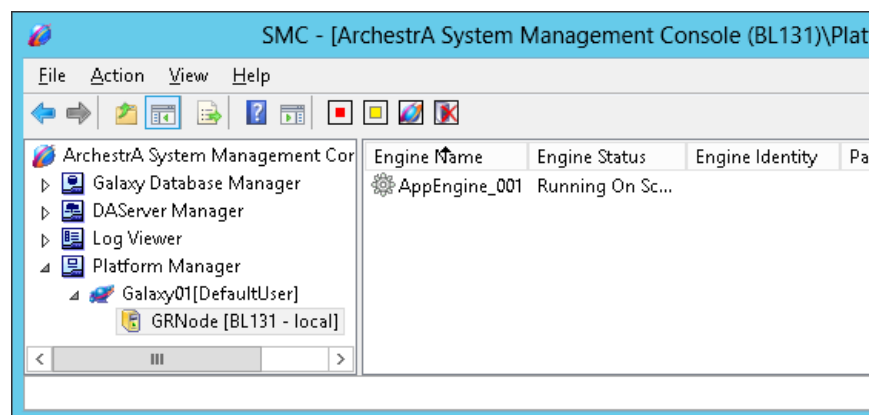 SMC - [ArchestrA System Management Console (BL131)\Plat
File Action View Help
ArchestrA System Management Cor
Galaxy Database Manager
DAServer Manager
Log Viewer
Platform Manager
Galaxy01[DefaultUser]
GRNode [BL131 - local]
Engine Name Engine Status Engine Identity Pa
AppEngine_001 Running On Sc...